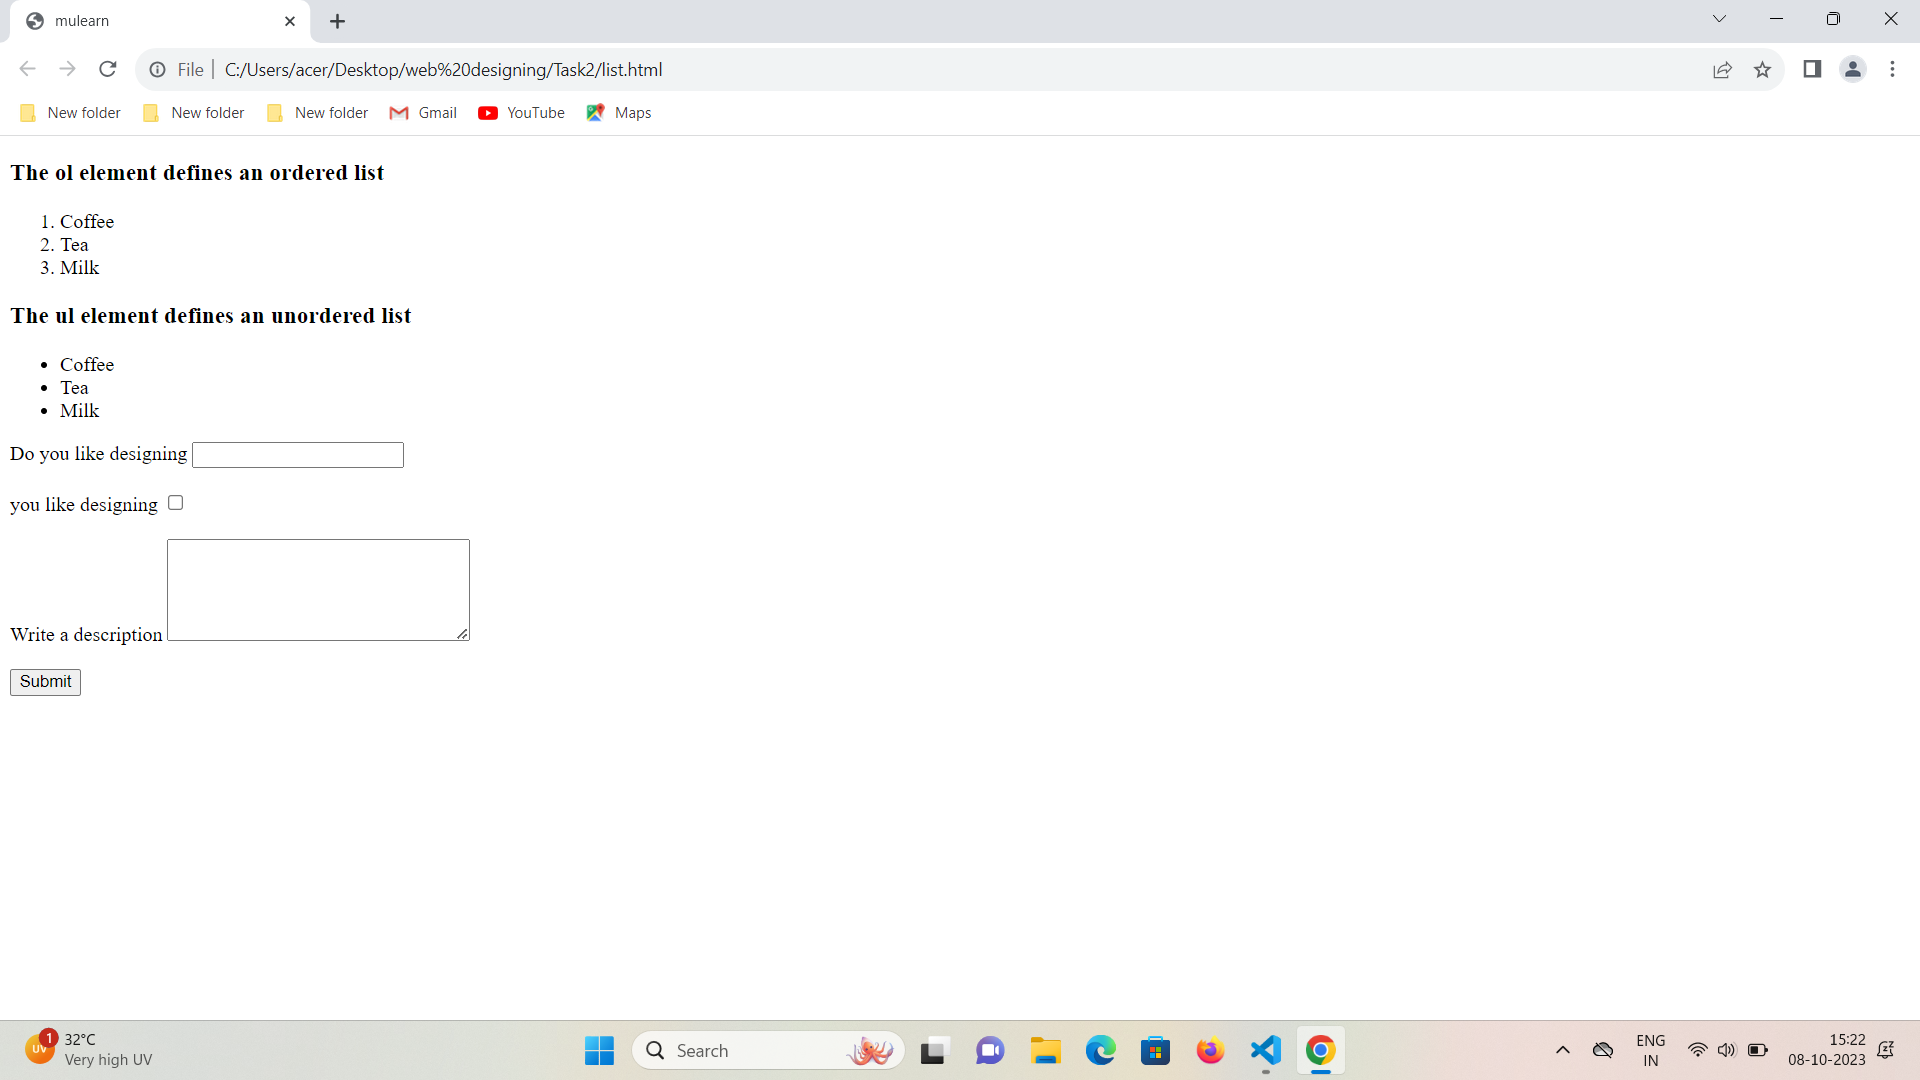 mulearn
File C:/Users/acer/Desktop/web%20designing/Task2/list.html
New folder New folder New folder Gmail YouTube Maps
The ol element defines an ordered list
1. Coffee
2. Tea
3. Milk
The ul element defines an unordered list
• Coffee
• Tea
• Milk
Do you like designing
you like designing
Write a description
Submit
UV 1 32°C
Very high UV
Search
ENG
IN
15:22
08-10-2023